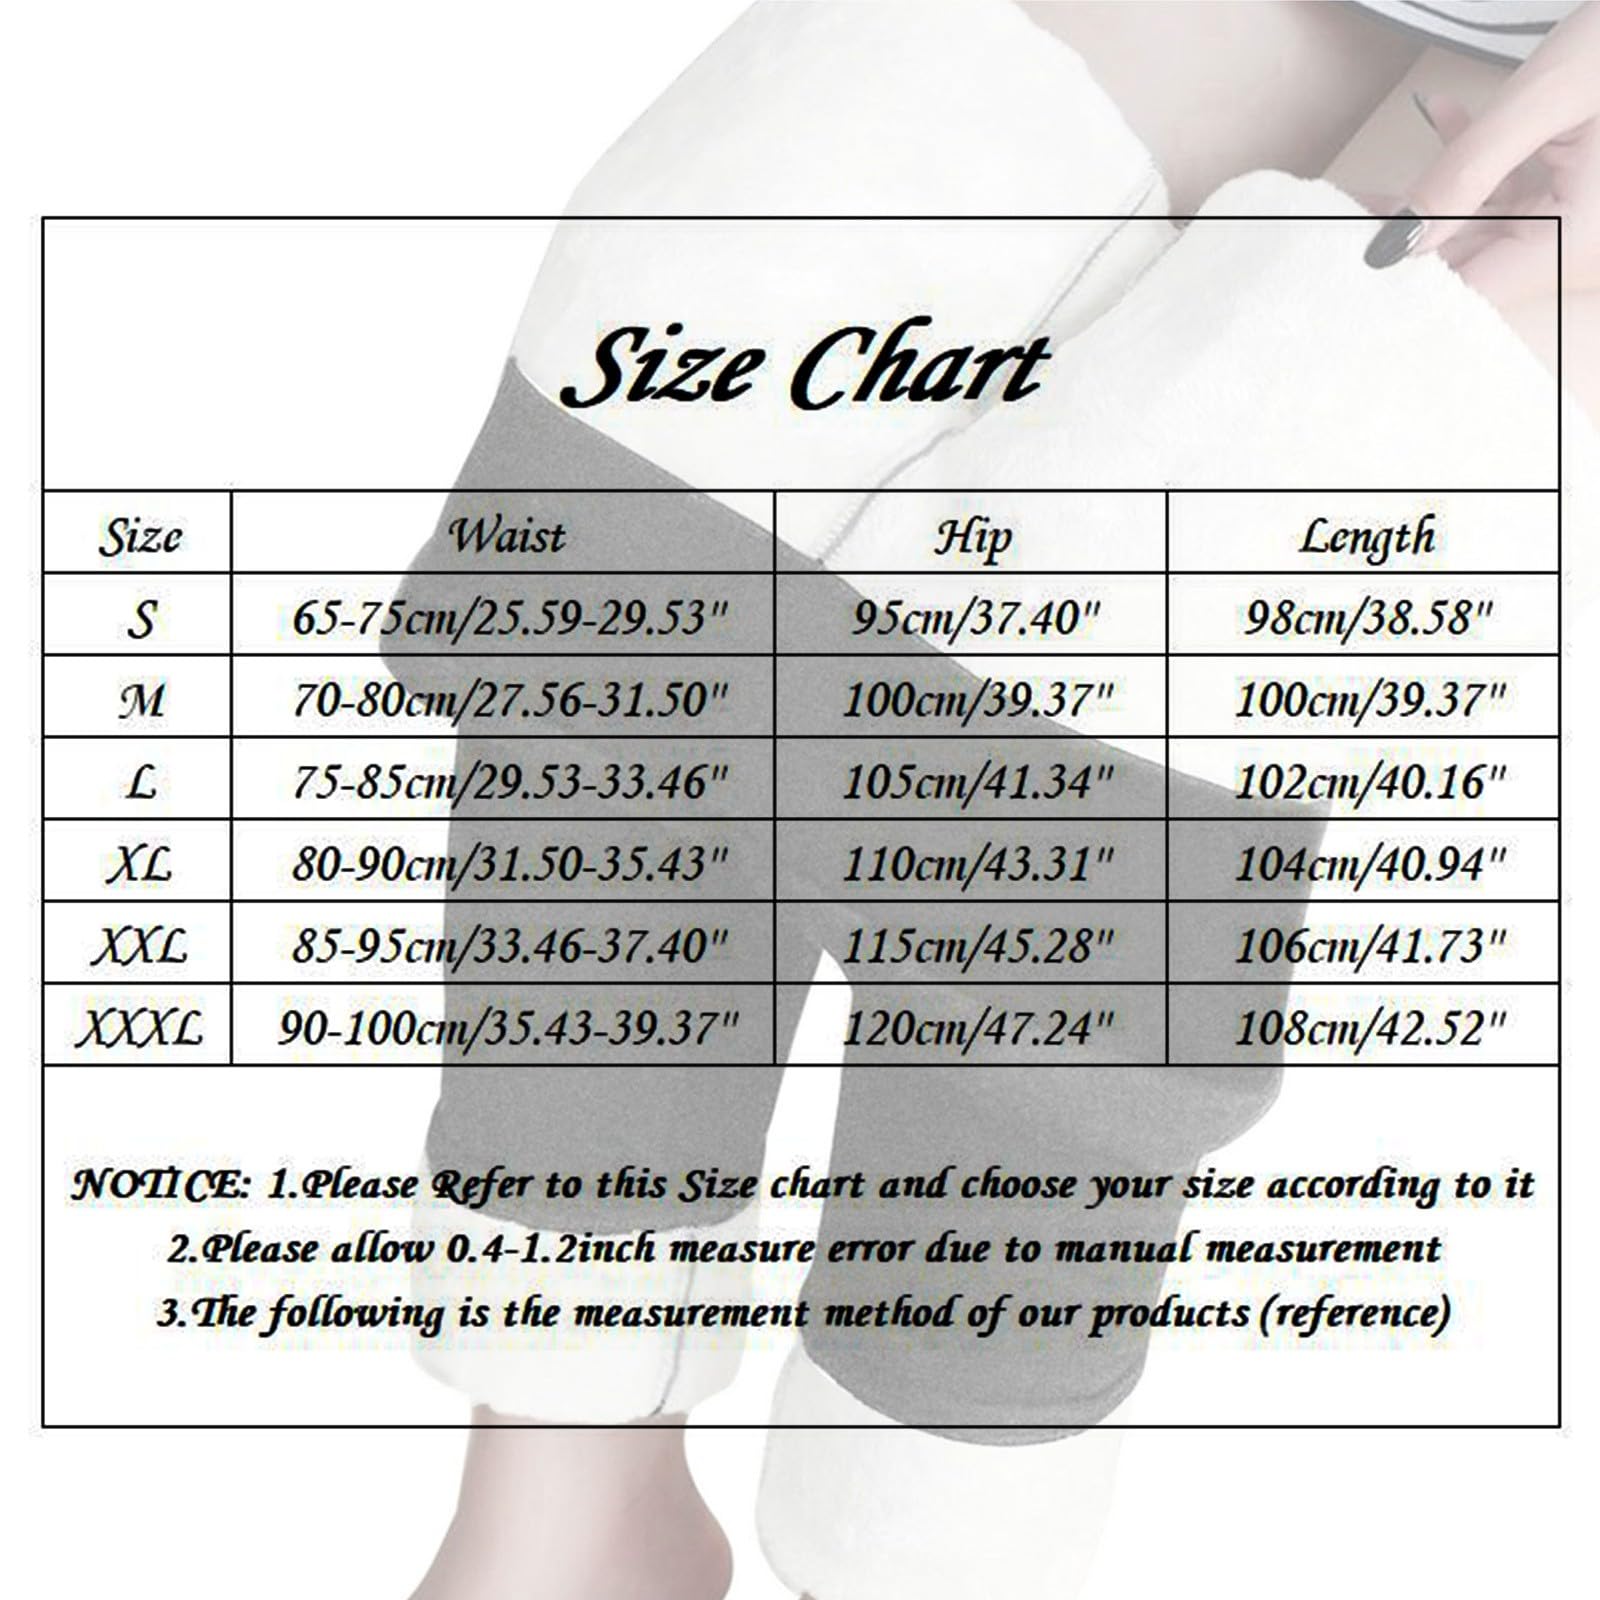 Size Chart
Size Waist Hip Length
S 65-75cm/25.59-29.53" 95cm/37.40" 98cm/38.58"
M 70-80cm/27.56-31.50" 100cm/39.37" 100cm/39.37"
L 75-85cm/29.53-33.46" 105cm/41.34" 102cm/40.16"
XL 80-90cm/31.50-35.43" 110cm/43.31" 104cm/40.94"
XXL 85-95cm/33.46-37.40" 115cm/45.28" 106cm/41.73"
XXXL 90-100cm/35.43-39.37" 120cm/47.24" 108cm/42.52"
NOTICE: 1.Please Refer to this Size chart and choose your size according to it
2.Please allow 0.4-1.2inch measure error due to manual measurement
3.The following is the measurement method of our products (reference)